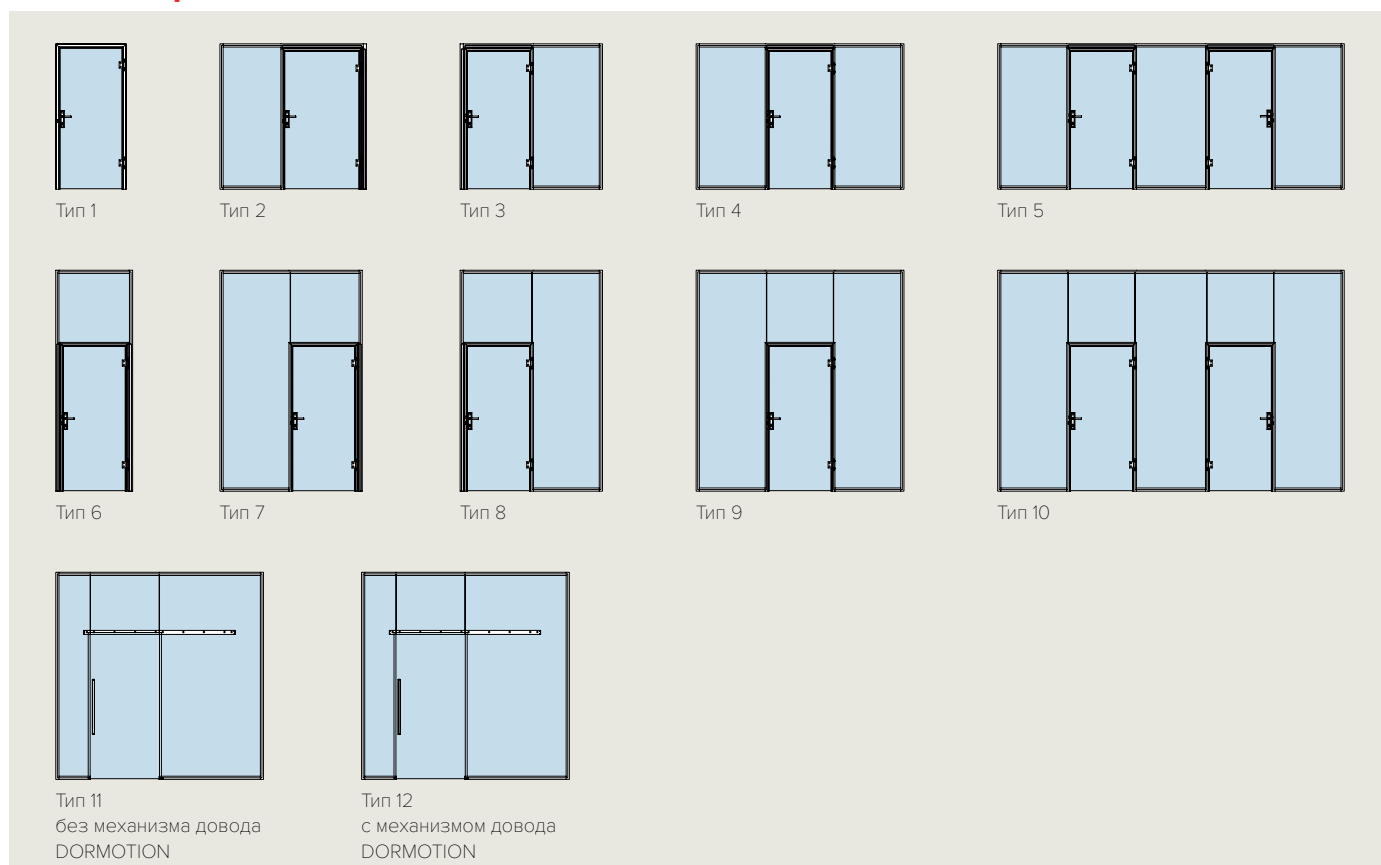 Тип 1
Тип 2
Тип 3
Тип 4
Тип 5
Тип 6
Тип 7
Тип 8
Тип 9
Тип 10
Тип 11
без механизма довода
DORMOTION
Тип 12
с механизмом довода
DORMOTION